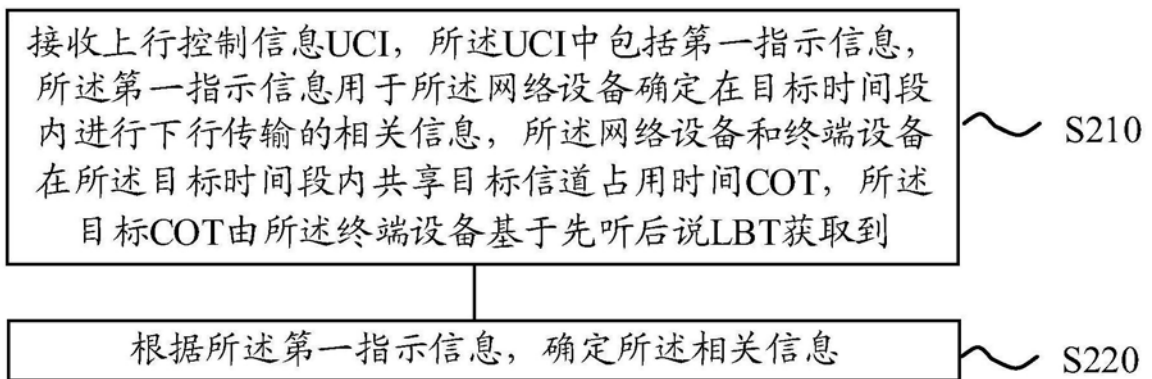 接收上行控制信息UCI，所述UCI中包括第一指示信息，
所述第一指示信息用于所述网络设备确定在目标时间段
内进行下行传输的相关信息，所述网络设备和终端设备
在所述目标时间段内共享目标信道占用时间COT，所述
目标COT由所述终端设备基于先听后说LBT获取到
S210
根据所述第一指示信息，确定所述相关信息
S220